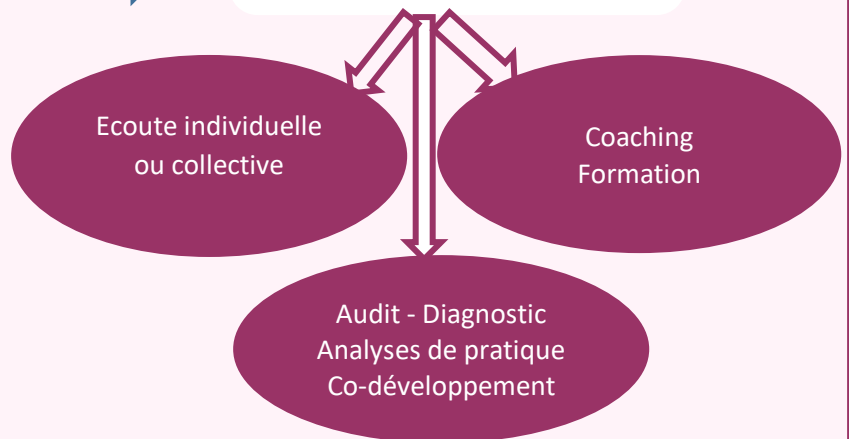 Ecoute individuelle
ou collective
Coaching
Formation
Audit - Diagnostic
Analyses de pratique
Co-développement